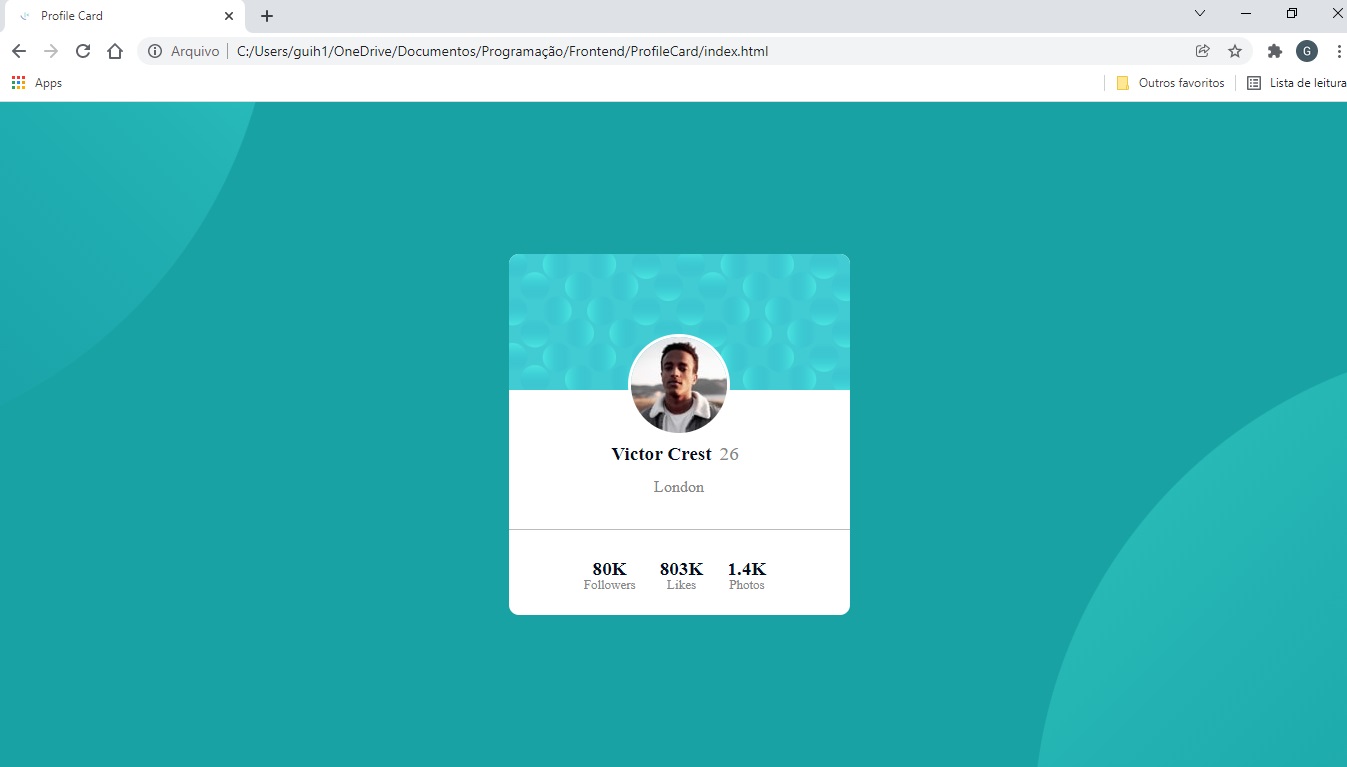 Profile Card
Arquivo C:/Users/guih1/OneDrive/Documentos/Programação/Frontend/ProfileCard/index.html
G
Apps
Outros favoritos
Lista de leitura
Victor Crest 26
London
80K 803K 1.4K
Followers Likes Photos